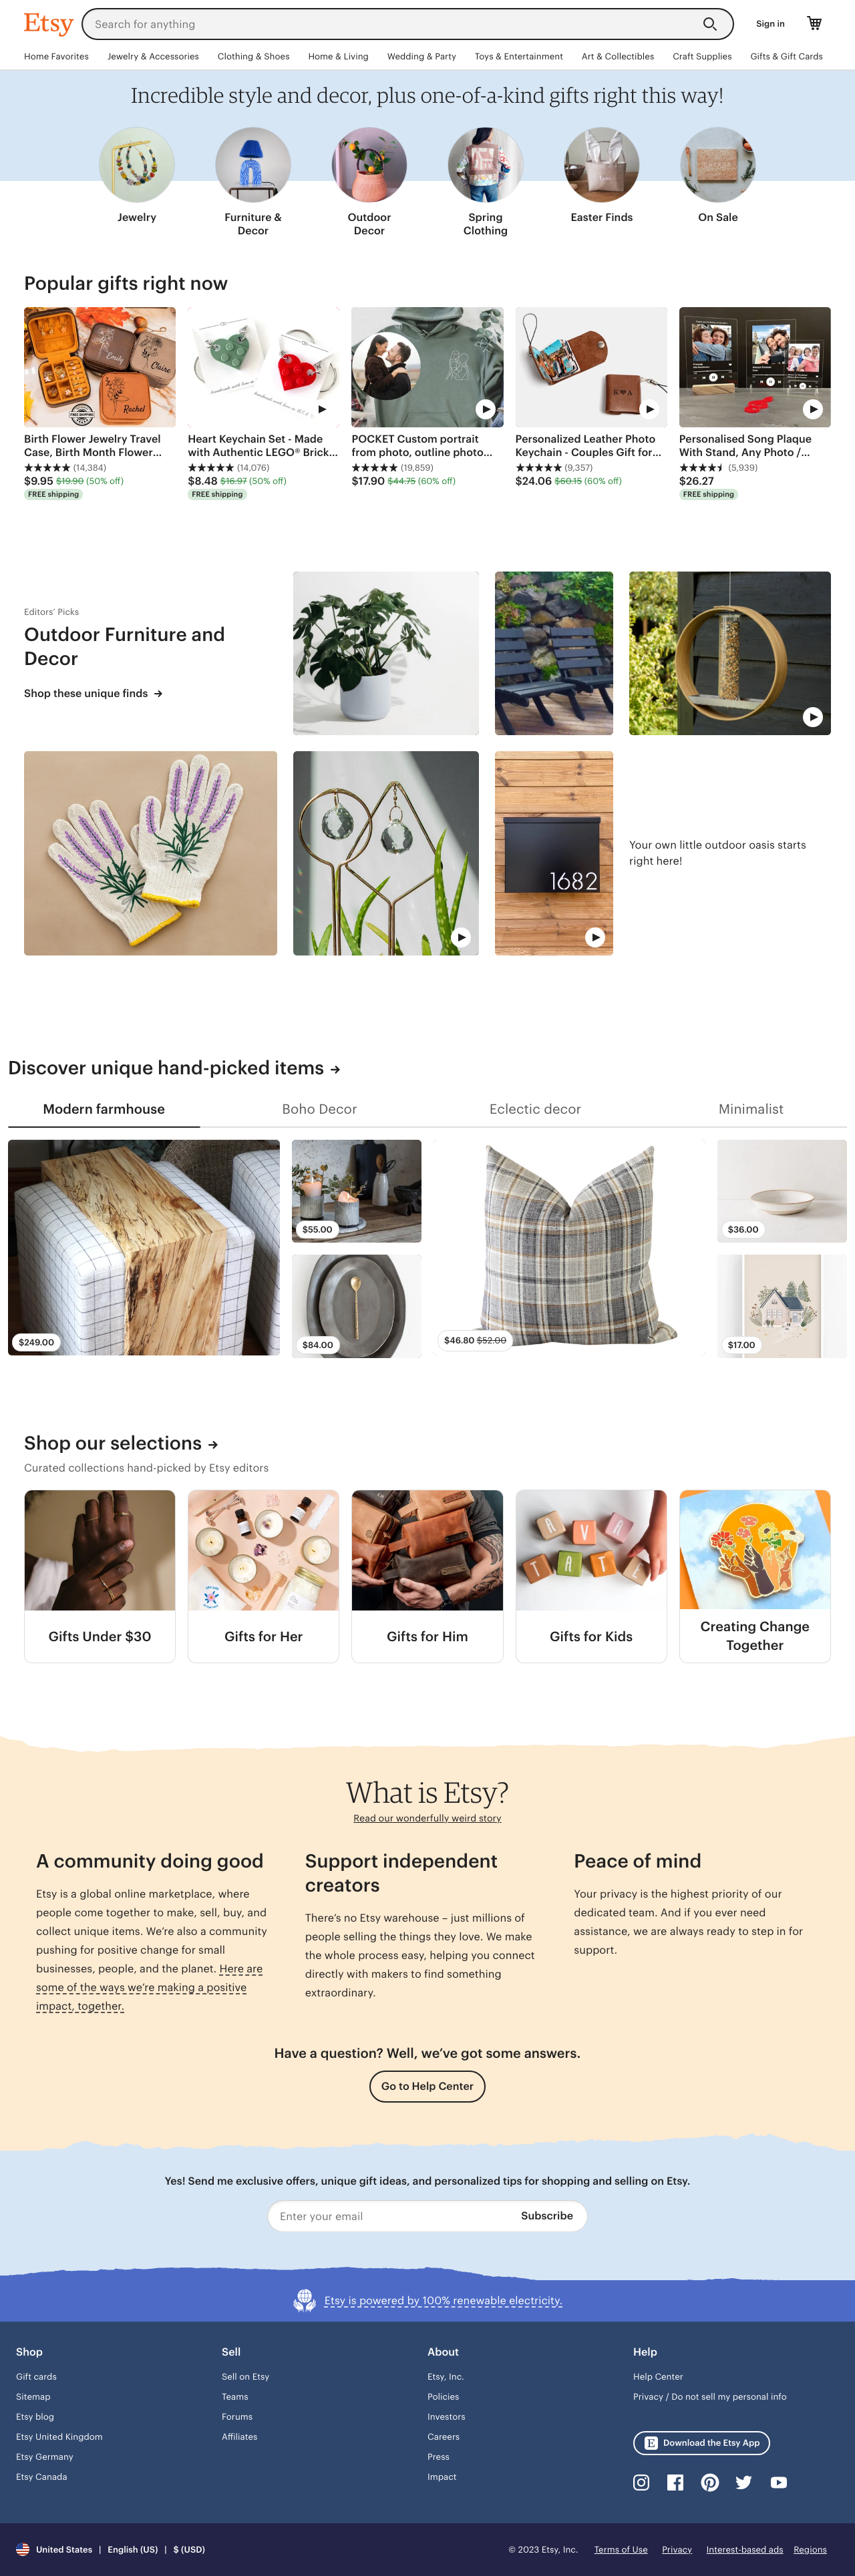 Etsy
Search for anything
Sign in
Home Favorites
Jewelry & Accessories
Clothing & Shoes
Home & Living
Wedding & Party
Toys & Entertainment
Art & Collectibles
Craft Supplies
Gifts & Gift Cards
Incredible style and decor, plus one-of-a-kind gifts right this way!
Jewelry
Furniture &
Decor
Outdoor
Decor
Spring
Clothing
Easter Finds
On Sale
Popular gifts right now
Emily
Claire
Rachel
FREE SHIPPING
K A
Birth Flower Jewelry Travel
Case, Birth Month Flower...
(14,384)
$9.95 $19.90 (50% off)
FREE shipping
Heart Keychain Set - Made
with Authentic LEGO® Brick...
(14,076)
$8.48 $16.97 (50% off)
FREE shipping
POCKET Custom portrait
from photo, outline photo...
(19,859)
$17.90 $44.75 (60% off)
Personalized Leather Photo
Keychain - Couples Gift for...
(9,357)
$24.06 $60.15 (60% off)
Personalised Song Plaque
With Stand, Any Photo /...
(5,939)
$26.27
FREE shipping
Editors' Picks
Outdoor Furniture and
Decor
Shop these unique finds →
1682
Your own little outdoor oasis starts
right here!
Discover unique hand-picked items →
Modern farmhouse
Boho Decor
Eclectic decor
Minimalist
$249.00
$55.00
$84.00
$46.80 $52.00
$36.00
$17.00
Shop our selections →
Curated collections hand-picked by Etsy editors
AVA
TATE
Gifts Under $30
Gifts for Her
Gifts for Him
Gifts for Kids
Creating Change
Together
What is Etsy?
Read our wonderfully weird story
A community doing good
Etsy is a global online marketplace, where
people come together to make, sell, buy, and
collect unique items. We're also a community
pushing for positive change for small
businesses, people, and the planet. Here are
some of the ways we're making a positive
impact, together.
Support independent
creators
There's no Etsy warehouse – just millions of
people selling the things they love. We make
the whole process easy, helping you connect
directly with makers to find something
extraordinary.
Peace of mind
Your privacy is the highest priority of our
dedicated team. And if you ever need
assistance, we are always ready to step in for
support.
Have a question? Well, we've got some answers.
Go to Help Center
Yes! Send me exclusive offers, unique gift ideas, and personalized tips for shopping and selling on Etsy.
Enter your email
Subscribe
Etsy is powered by 100% renewable electricity.
Shop
Gift cards
Sitemap
Etsy blog
Etsy United Kingdom
Etsy Germany
Etsy Canada
Sell
Sell on Etsy
Teams
Forums
Affiliates
About
Etsy, Inc.
Policies
Investors
Careers
Press
Impact
Help
Help Center
Privacy / Do not sell my personal info
E Download the Etsy App
United States | English (US) | $ (USD)
© 2023 Etsy, Inc.
Terms of Use
Privacy
Interest-based ads
Regions